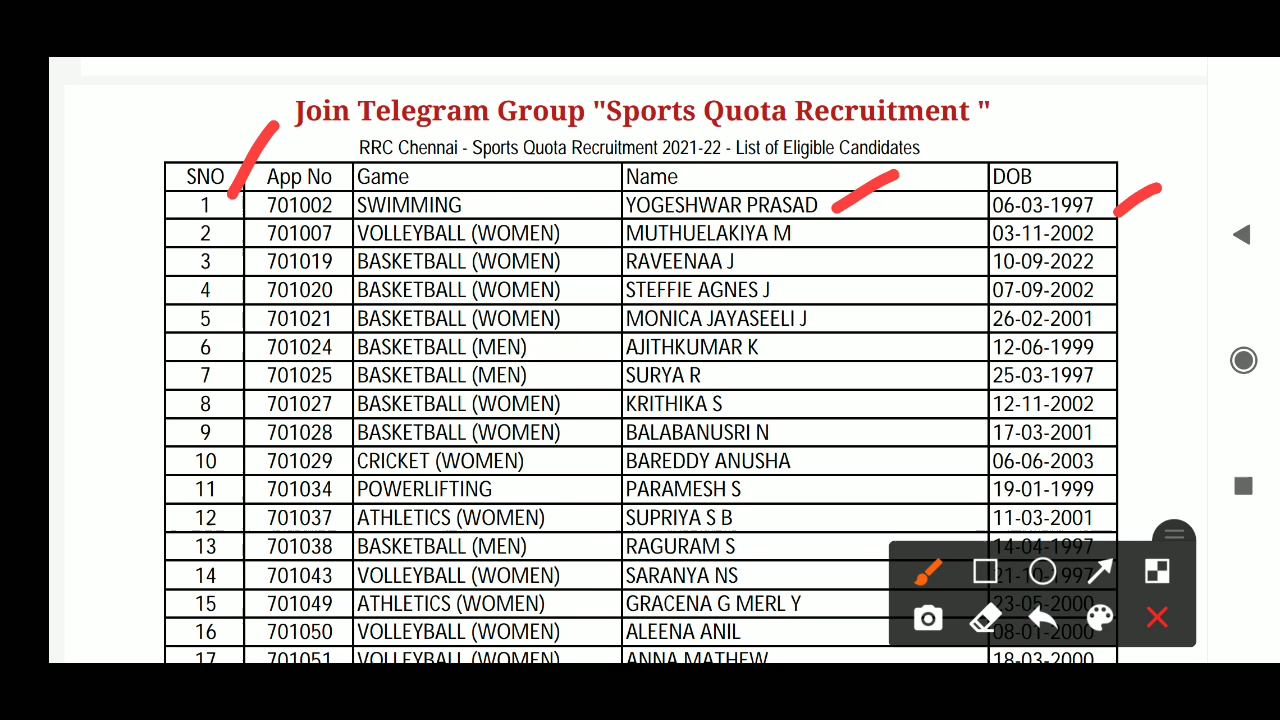 Join Telegram Group "Sports Quota Recruitment "
RRC Chennai - Sports Quota Recruitment 2021-22 - List of Eligible Candidates
SNO App No Game Name DOB
1 701002 SWIMMING YOGESHWAR PRASAD 06-03-1997
2 701007 VOLLEYBALL (WOMEN) MUTHUELAKIYA M 03-11-2002
3 701019 BASKETBALL (WOMEN) RAVEENAA J 10-09-2022
4 701020 BASKETBALL (WOMEN) STEFFIE AGNES J 07-09-2002
5 701021 BASKETBALL (WOMEN) MONICA JAYASEELI J 26-02-2001
6 701024 BASKETBALL (MEN) AJITHKUMAR K 12-06-1999
7 701025 BASKETBALL (MEN) SURYA R 25-03-1997
8 701027 BASKETBALL (WOMEN) KRITHIKA S 12-11-2002
9 701028 BASKETBALL (WOMEN) BALABANUSRI N 17-03-2001
10 701029 CRICKET (WOMEN) BAREDDY ANUSHA 06-06-2003
11 701034 POWERLIFTING PARAMESH S 19-01-1999
12 701037 ATHLETICS (WOMEN) SUPRIYA S B 11-03-2001
13 701038 BASKETBALL (MEN) RAGURAM S 14-04-1997
14 701043 VOLLEYBALL (WOMEN) SARANYA NS 21-10-1997
15 701049 ATHLETICS (WOMEN) GRACENA G MERL Y 23-05-2000
16 701050 VOLLEYBALL (WOMEN) ALEENA ANIL 08-01-2000
17 701051 VOLLEYBALL (WOMEN) ANNA MATHEW 18-03-2000